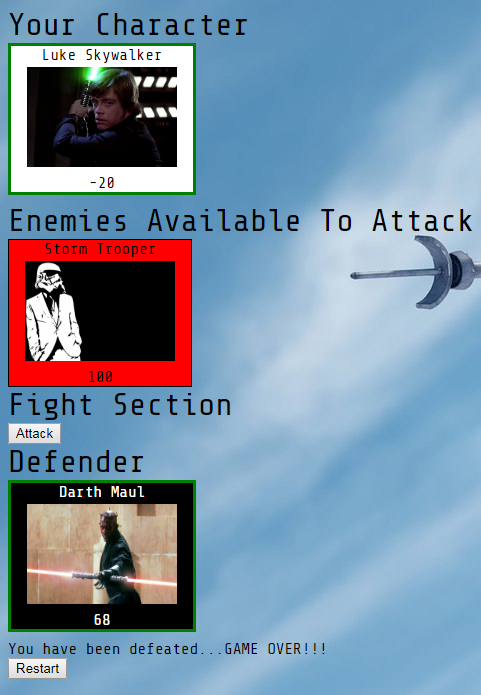 Your Character
Luke Skywalker
-20
Enemies Available To Attack
Storm Trooper
100
Fight Section
Attack
Defender
Darth Maul
68
You have been defeated...GAME OVER!!!
Restart